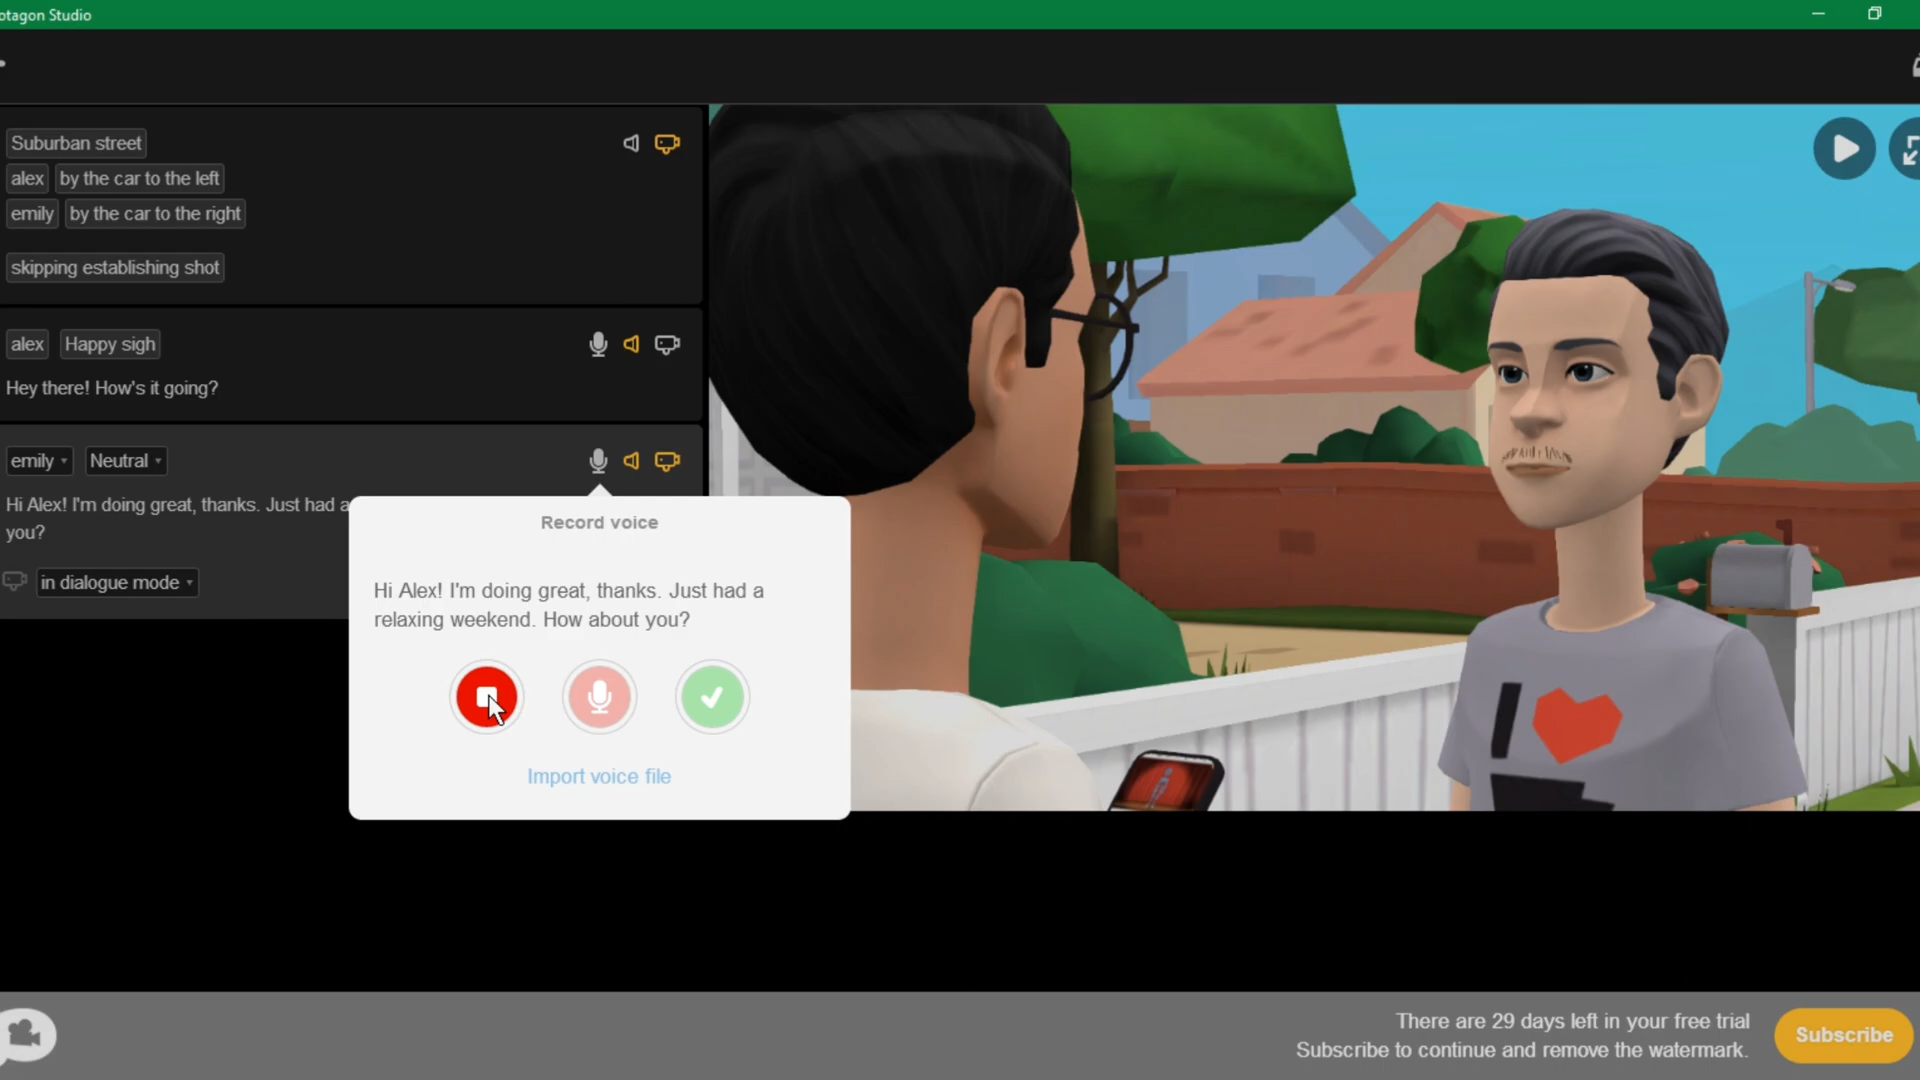 otagon Studio
Suburban street
alex by the car to the left
emily by the car to the right
skipping establishing shot
alex Happy sigh
Hey there! How's it going?
emily Neutral
Hi Alex! I'm doing great, thanks. Just had a
you?
in dialogue mode
Record voice
Hi Alex! I'm doing great, thanks. Just had a
relaxing weekend. How about you?
Import voice file
I
There are 29 days left in your free trial
Subscribe to continue and remove the watermark.
Subscribe